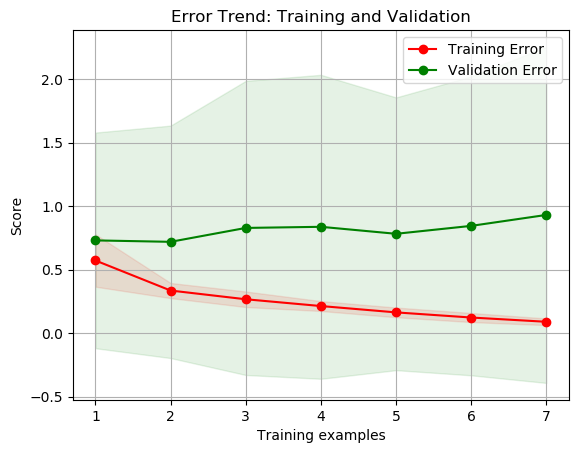 Error Trend: Training and Validation
Training Error
Validation Error
2.0
1.5
1.0
0.5
0.0
−0.5
Score
1 2 3 4 5 6 7
Training examples